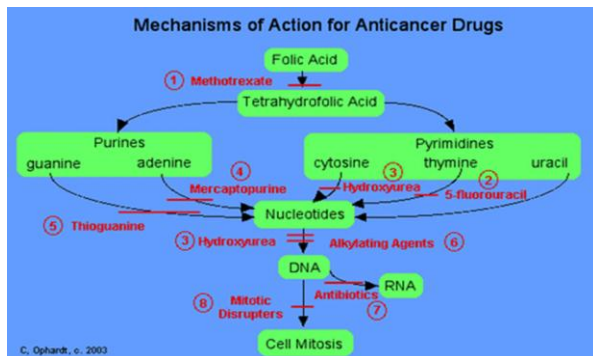 Mechanisms of Action for Anticancer Drugs
Folic Acid
1 Methotrexate
Tetrahydrofolic Acid
Purines
guanine adenine
Pyrimidines
cytosine thymine uracil
4
Mercaptopurine
3
Hydroxyurea
2
5-fluorouracil
5 Thioguanine
Nucleotides
3 Hydroxyurea
Alkylating Agents 6
DNA
RNA
Antibiotics
7
8 Mitotic
Disrupters
Cell Mitosis
C, Ophardt, c. 2003